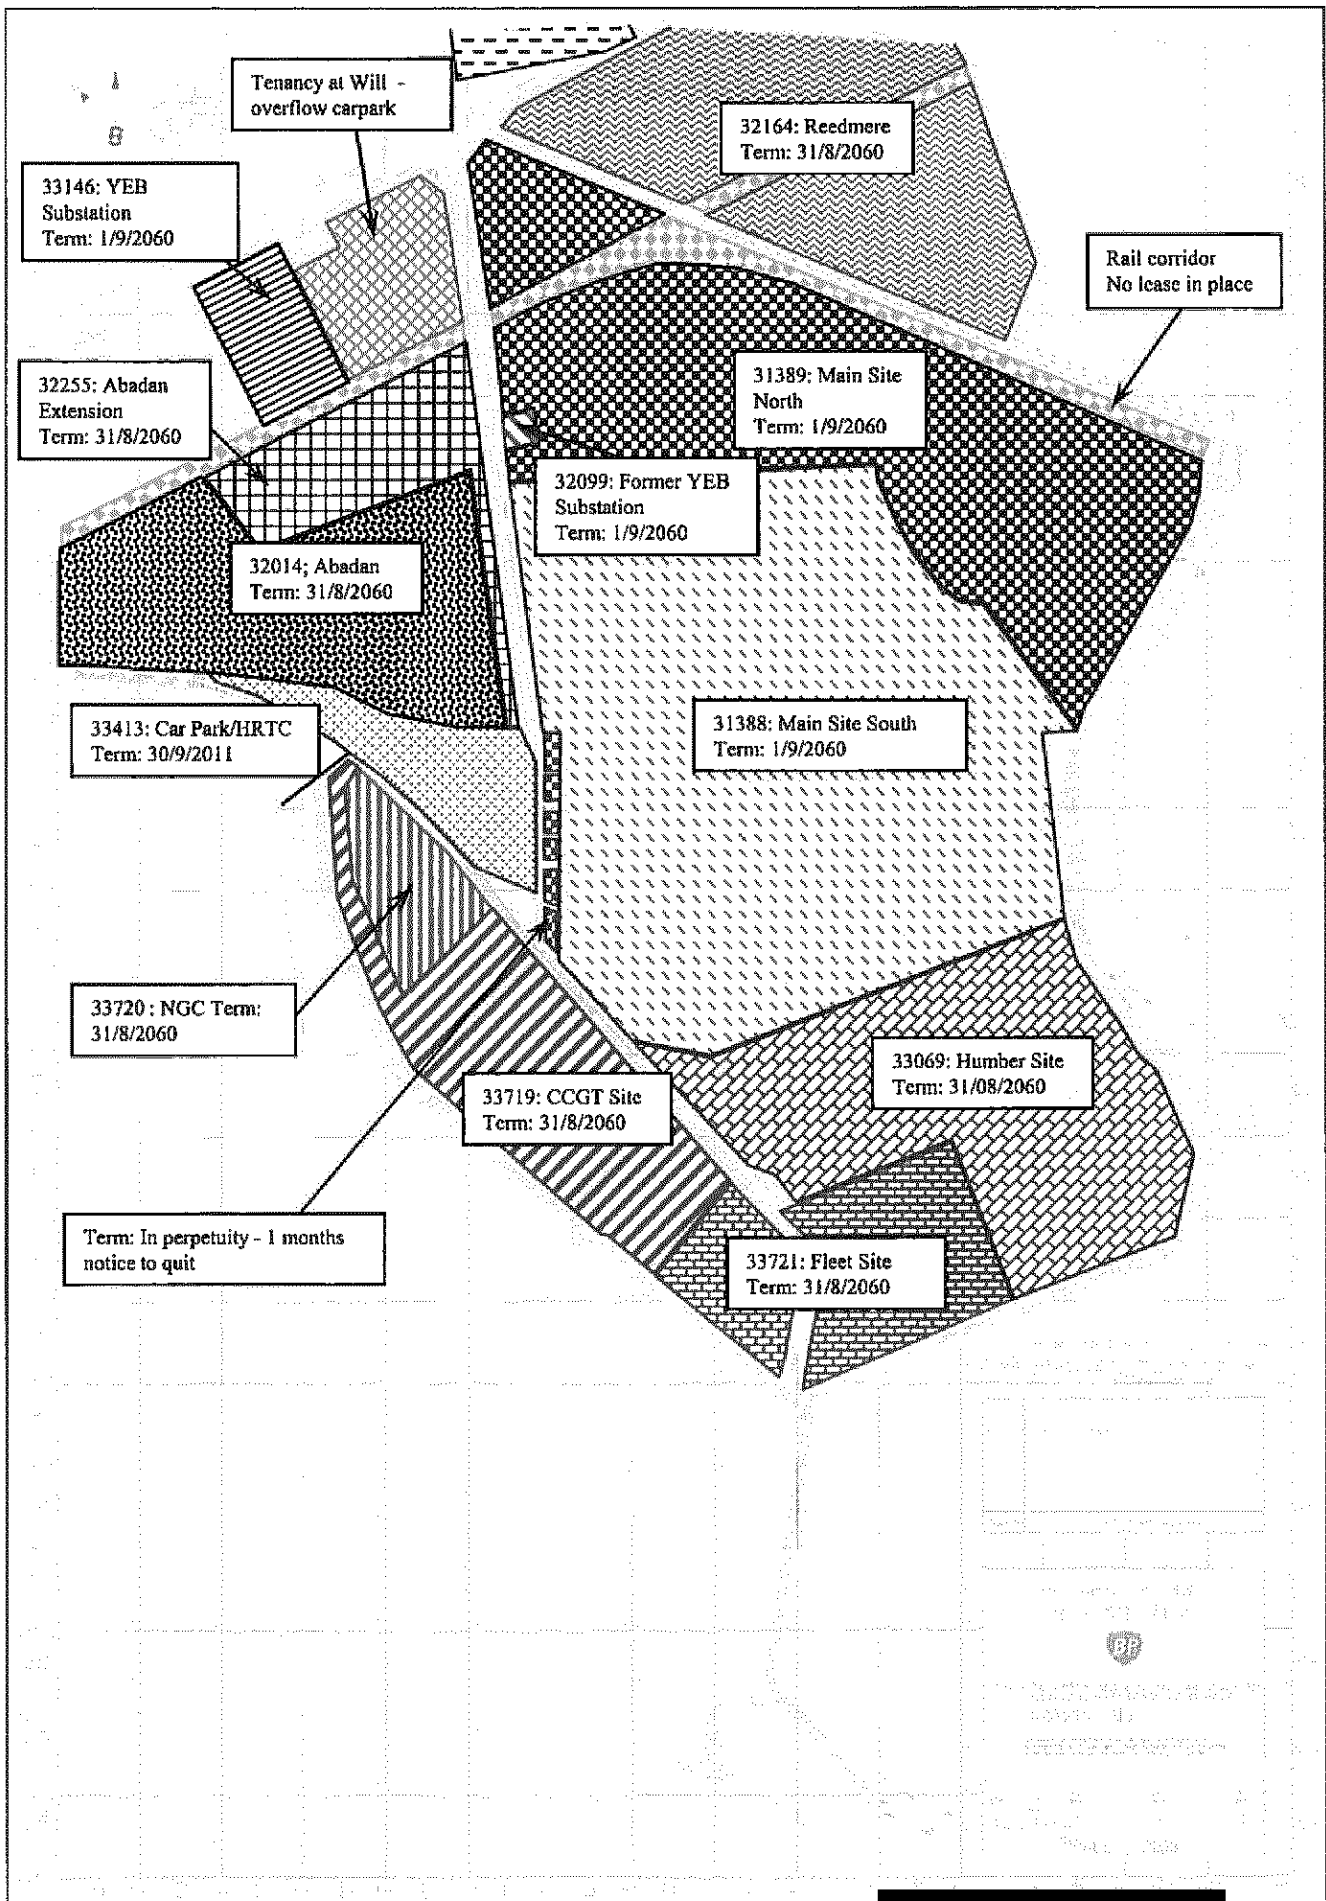 Tenancy at Will -
overflow carpark
B
32164: Reedmere
Term: 31/8/2060
33146: YEB
Substation
Term: 1/9/2060
Rail corridor
No lease in place
32255: Abadan
Extension
Term: 31/8/2060
31389: Main Site
North
Term: 1/9/2060
32099: Former YEB
Substation
Term: 1/9/2060
32014; Abadan
Term: 31/8/2060
33413: Car Park/HRTC
Term: 30/9/2011
31388: Main Site South
Term: 1/9/2060
33720 : NGC Term:
31/8/2060
33069: Humber Site
Term: 31/08/2060
33719: CCGT Site
Term: 31/8/2060
Term: In perpetuity - 1 months
notice to quit
33721: Fleet Site
Term: 31/8/2060
BP